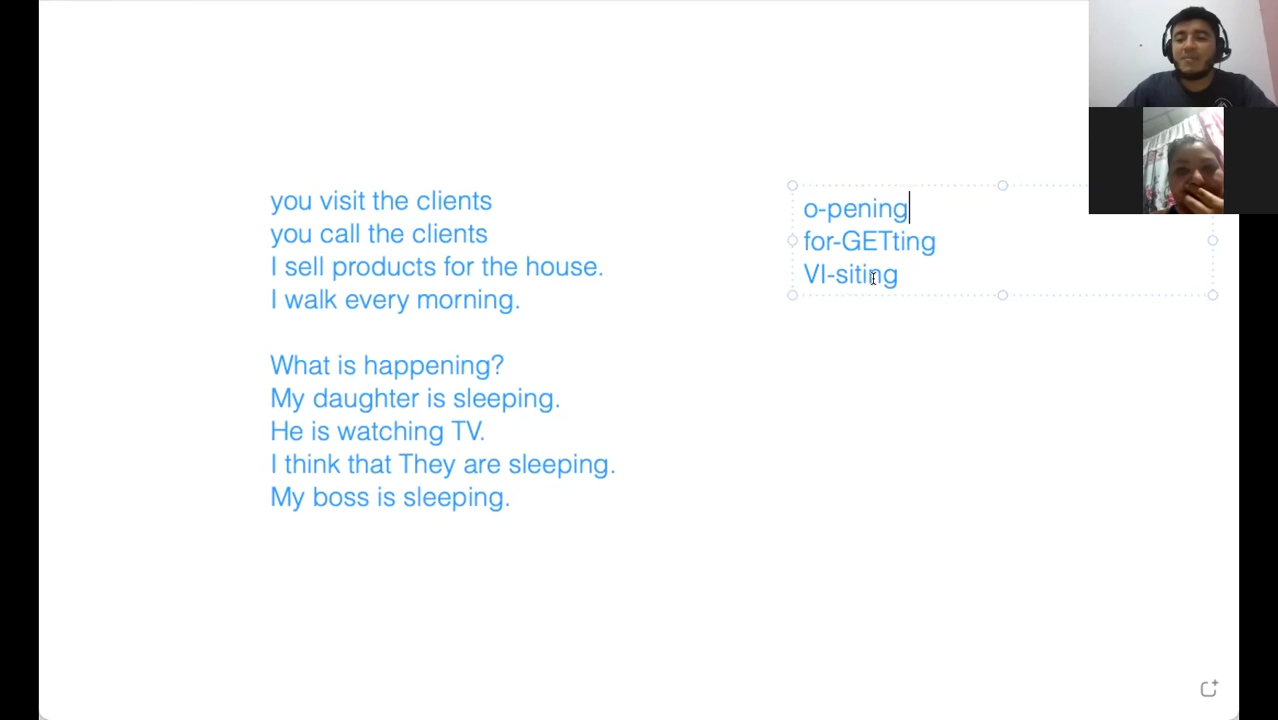 you visit the clients
you call the clients
I sell products for the house.
I walk every morning.
What is happening?
My daughter is sleeping.
He is watching TV.
I think that They are sleeping.
My boss is sleeping.
o-pening
for-GETting
VI-siting